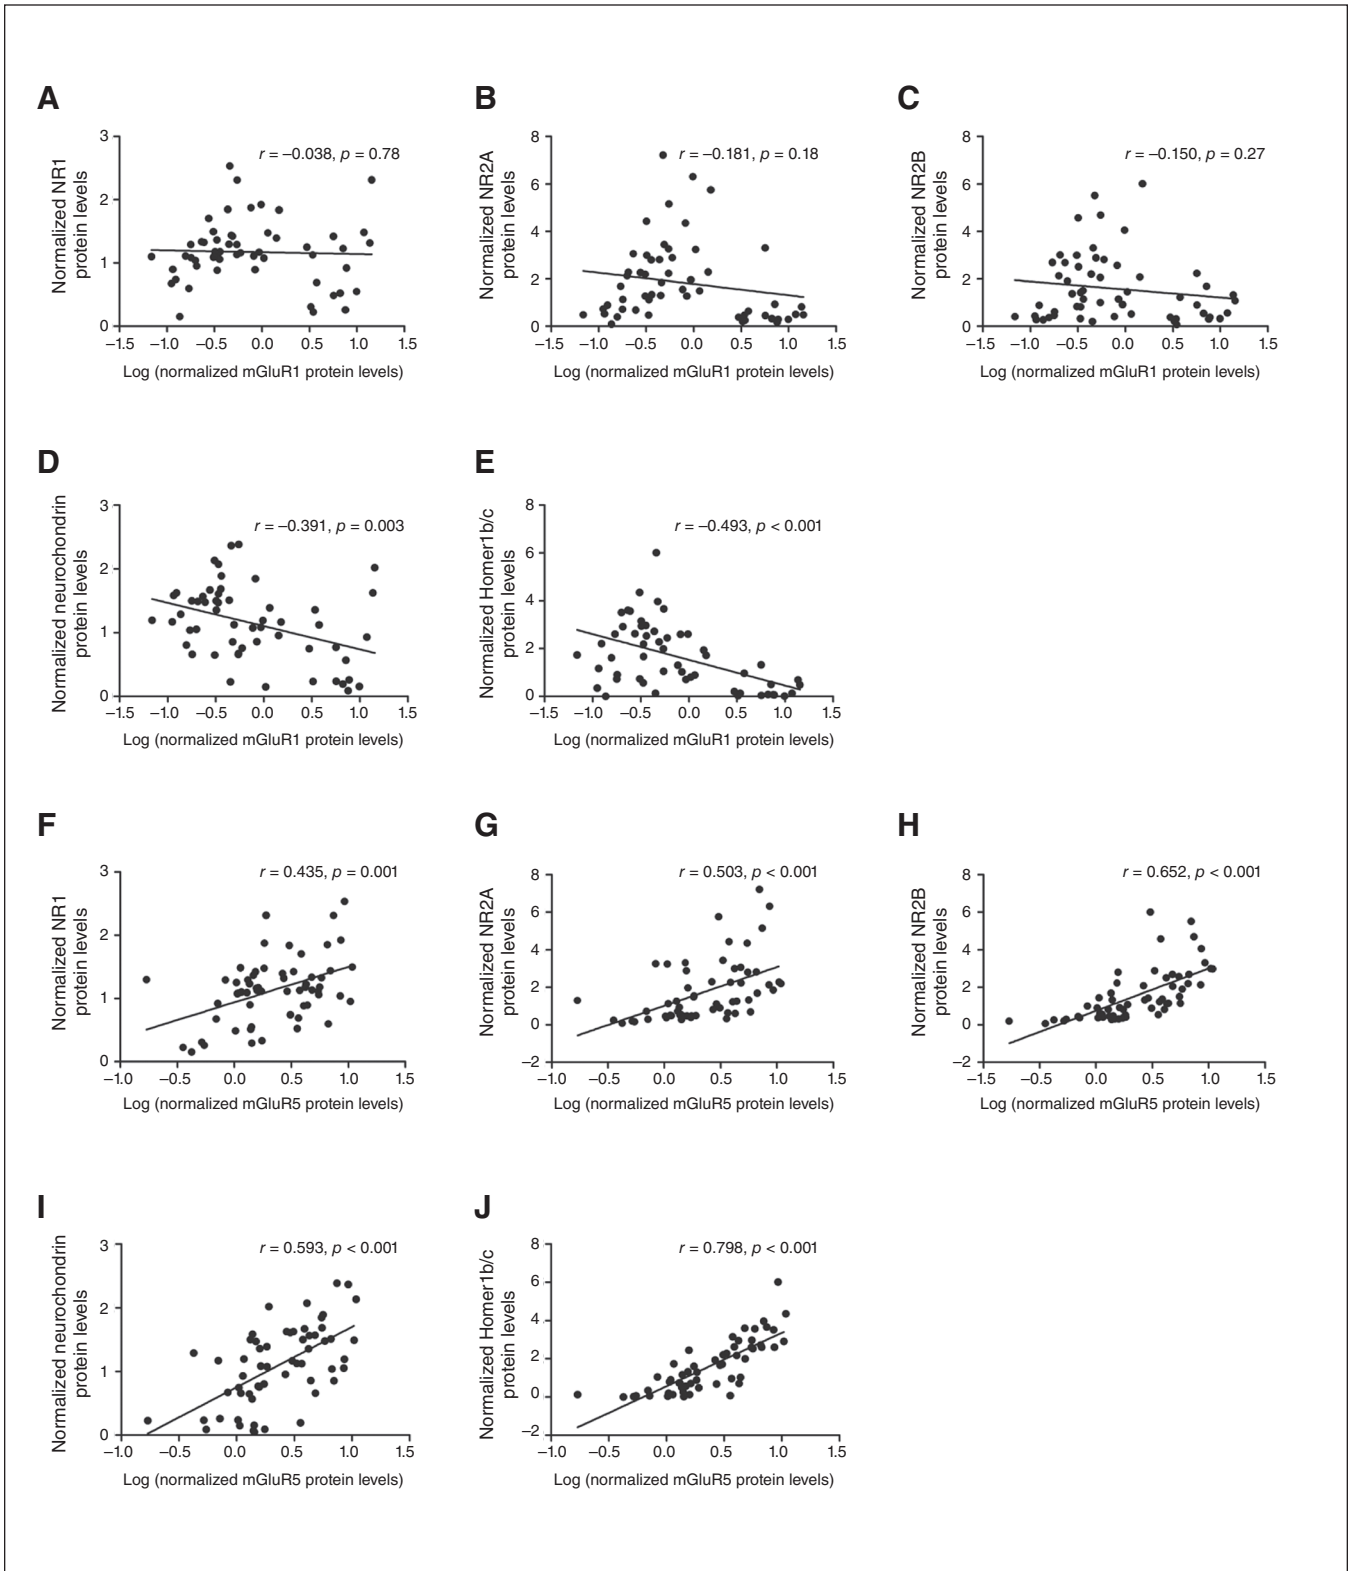 A
B
C
Normalized NR1
protein levels
3
2
1
0
r = –0.038, p = 0.78
–1.5 –1.0 –0.5 0.0 0.5 1.0 1.5
Log (normalized mGluR1 protein levels)
Normalized NR2A
protein levels
8
6
4
2
0
r = –0.181, p = 0.18
–1.5 –1.0 –0.5 0.0 0.5 1.0 1.5
Log (normalized mGluR1 protein levels)
Normalized NR2B
protein levels
8
6
4
2
0
r = –0.150, p = 0.27
–1.5 –1.0 –0.5 0.0 0.5 1.0 1.5
Log (normalized mGluR1 protein levels)
D
E
Normalized neurochondrin
protein levels
3
2
1
0
r = –0.391, p = 0.003
–1.5 –1.0 –0.5 0.0 0.5 1.0 1.5
Log (normalized mGluR1 protein levels)
Normalized Homer1b/c
protein levels
8
6
4
2
0
r = –0.493, p < 0.001
–1.5 –1.0 –0.5 0.0 0.5 1.0 1.5
Log (normalized mGluR1 protein levels)
F
G
H
Normalized NR1
protein levels
3
2
1
0
r = 0.435, p = 0.001
–1.0 –0.5 0.0 0.5 1.0 1.5
Log (normalized mGluR5 protein levels)
Normalized NR2A
protein levels
8
6
4
2
0
–2
r = 0.503, p < 0.001
–1.0 –0.5 0.0 0.5 1.0 1.5
Log (normalized mGluR5 protein levels)
Normalized NR2B
protein levels
8
6
4
2
0
–2
r = 0.652, p < 0.001
–1.5 –0.5 0.0 0.5 1.0 1.5
Log (normalized mGluR5 protein levels)
I
J
Normalized neurochondrin
protein levels
3
2
1
0
r = 0.593, p < 0.001
–1.0 –0.5 0.0 0.5 1.0 1.5
Log (normalized mGluR5 protein levels)
Normalized Homer1b/c
protein levels
8
6
4
2
0
–2
r = 0.798, p < 0.001
–1.0 –0.5 0.0 0.5 1.0 1.5
Log (normalized mGluR5 protein levels)